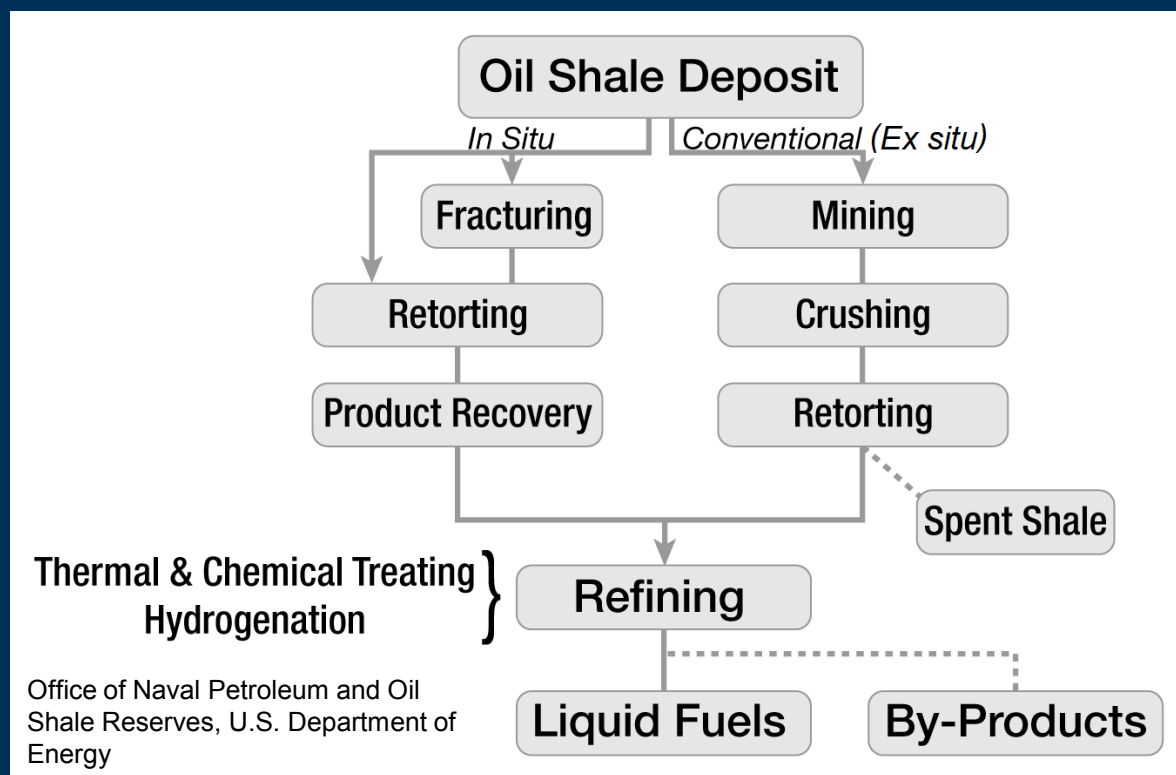 Oil Shale Deposit
In Situ
Conventional (Ex situ)
Fracturing
Mining
Retorting
Crushing
Product Recovery
Retorting
Spent Shale
Thermal & Chemical Treating
Hydrogenation
}
Refining
Office of Naval Petroleum and Oil
Shale Reserves, U.S. Department of
Energy
Liquid Fuels
By-Products